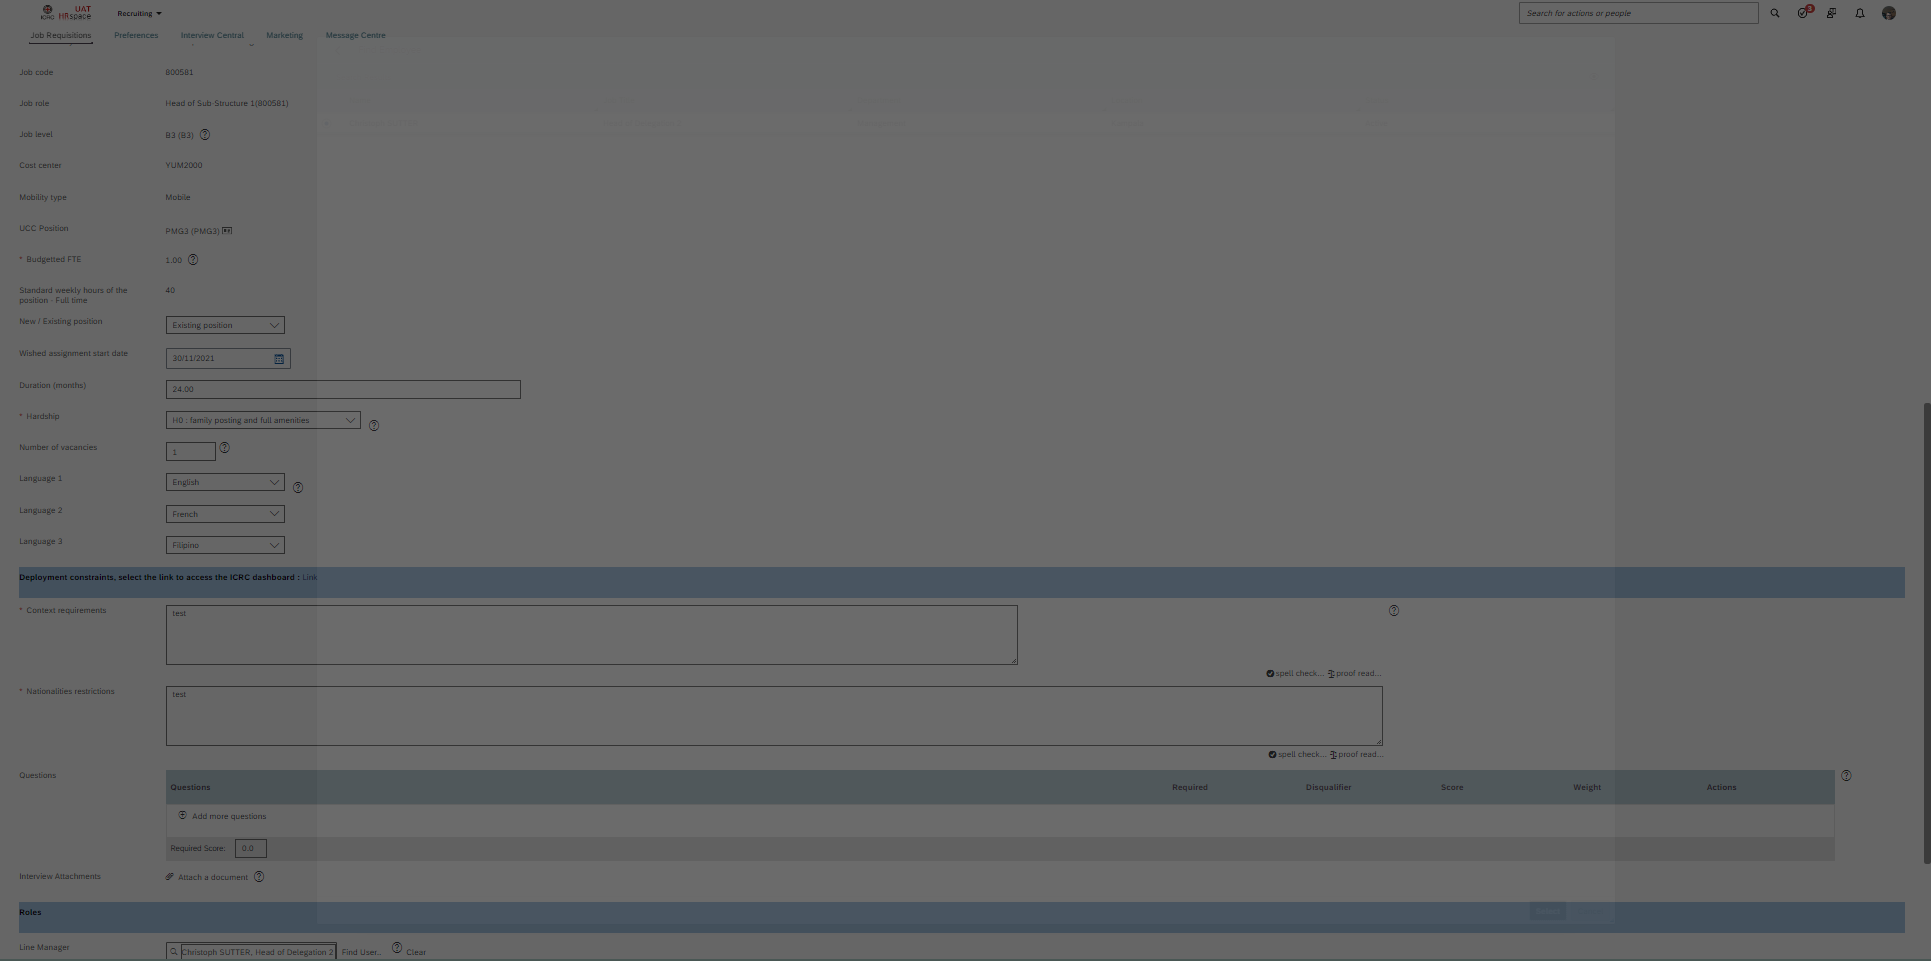 UAT
ICRC HRspace
Recruiting
Search for actions or people
3
Job Requisitions
Preferences
Interview Central
Marketing
Message Centre
Job code 800581
Job role Head of Sub-Structure 1(800581)
Job level B3 (B3)
Cost center YUM2000
Mobility type Mobile
UCC Position PMG3 (PMG3)
* Budgetted FTE 1.00
Standard weekly hours of the position - Full time 40
New / Existing position Existing position
Wished assignment start date 30/11/2021
Duration (months) 24.00
* Hardship H0 : family posting and full amenities
Number of vacancies 1
Language 1 English
Language 2 French
Language 3 Filipino
Deployment constraints, select the link to access the ICRC dashboard : Link
* Context requirements test
spell check... proof read...
* Nationalities restrictions test
spell check... proof read...
Questions
Questions Required Disqualifier Score Weight Actions
Add more questions
Required Score: 0.0
Interview Attachments Attach a document
Roles
Line Manager Christoph SUTTER, Head of Delegation 2 Find User.. Clear